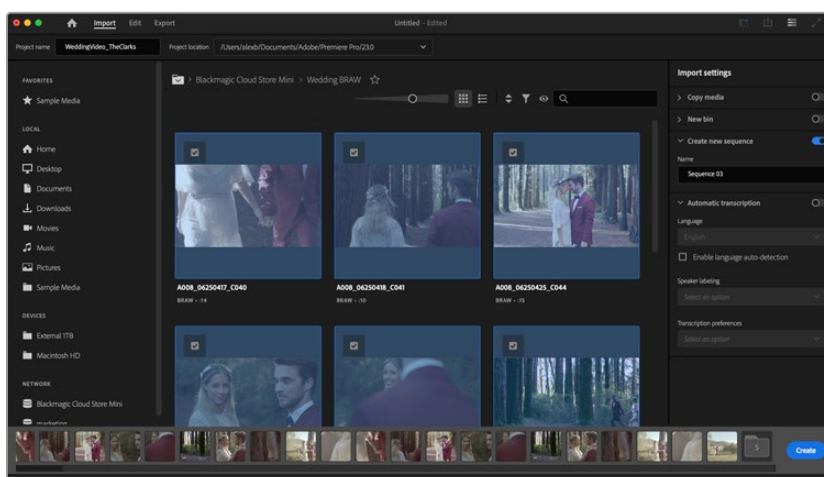 Import Edit Export Untitled - Edited
Project name WeddingVideo_TheClarks Project location /Users/alexb/Documents/Adobe/Premiere Pro/23.0
FAVORITES
Sample Media
LOCAL
Home
Desktop
Documents
Downloads
Movies
Music
Pictures
Sample Media
DEVICES
External 1TB
Macintosh HD
NETWORK
Blackmagic Cloud Store Mini
marketing
Blackmagic Cloud Store Mini > Wedding BRAW
A008_06250417_C040
BRAW - :14
A008_06250418_C041
BRAW - :10
A008_06250425_C044
BRAW - :15
Import settings
Copy media
New bin
Create new sequence
Name
Sequence 03
Automatic transcription
Language
English
Enable language auto-detection
Speaker labeling
Select an option
Transcription preferences
Select an option
5
Create